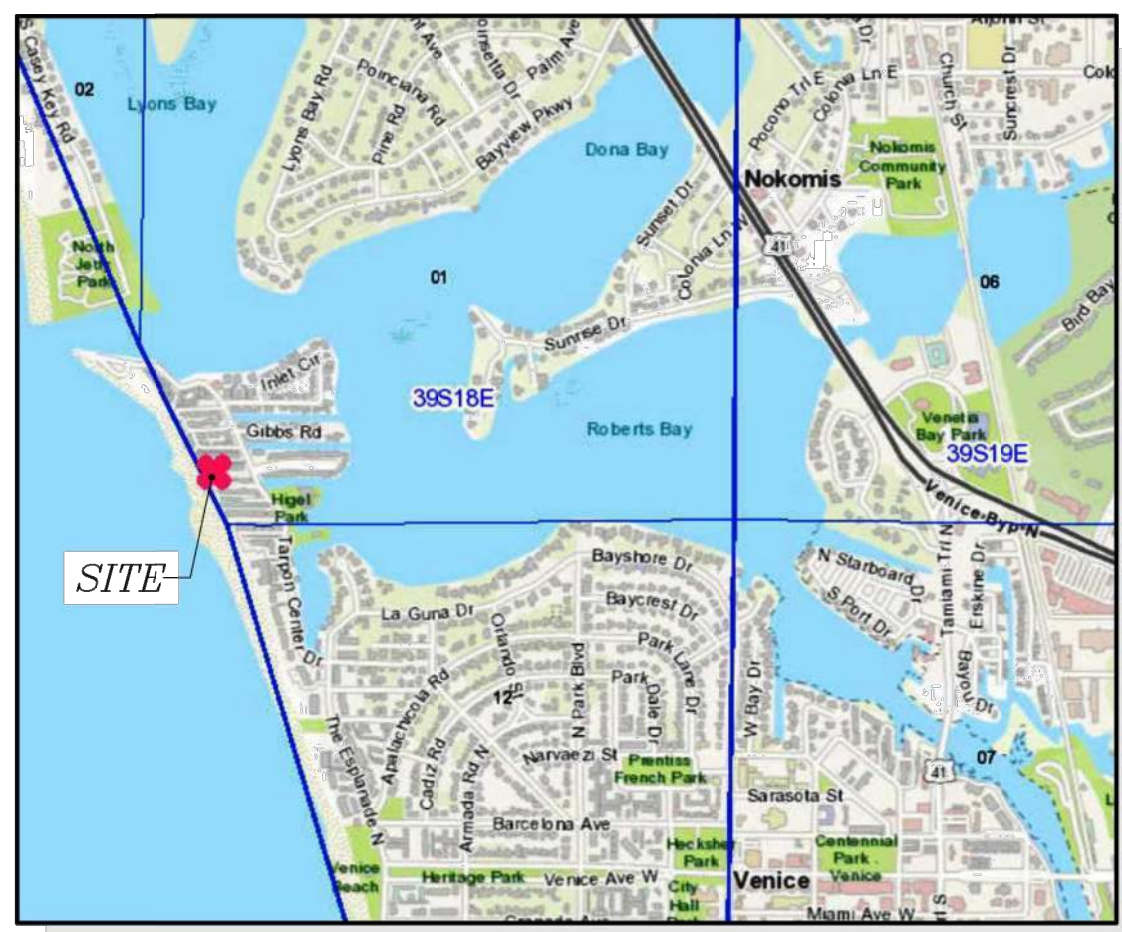 S Casey Key Rd
02
Lyons Bay
Lyons Bay Rd
Poinciana Rd
Pine Rd
Ave
Palm Ave
Bayview Pkwy
Dona Bay
Pocono Trl E
Colonia Ln E
Dr
Church St
Suncrest Dr
Nokomis
Community
Park
Nokomis
Sunset Dr
Colonia Ln W
41
North
Jetty
Park
01
06
Bird Bay
Sunrise Dr
Inlet Cir
39S18E
Gibbs Rd
Roberts Bay
Venetia
Bay Park
39S19E
Higel
Park
Venice Byp N
SITE
Tarpon Center Dr
Bayshore Dr
La Guna Dr
Baycrest Dr
N Starboard Dr
S Port Dr
Tamiami Trl N
Erskine Dr
Orlando St
Park Lane Dr
N Park Blvd
Park
Dale Dr
Bayou Dr
W Bay Dr
12
Apalachicola Rd
The Esplanade N
Cadiz Rd
Armada Rd N
Narvaezi St
Prentiss
French Park
07
41
Sarasota St
Barcelona Ave
Hecksher
Park
Centennial
Park
Venice
Venice
Beach
Heritage Park
Venice Ave W
City
Hall
Venice
Miami Ave W